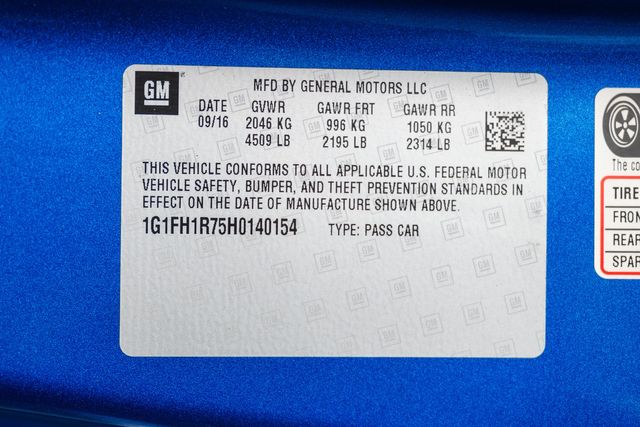 GM
MFD BY GENERAL MOTORS LLC
DATE GVWR GAWR FRT GAWR RR
09/16 2046 KG 996 KG 1050 KG
4509 LB 2195 LB 2314 LB
THIS VEHICLE CONFORMS TO ALL APPLICABLE U.S. FEDERAL MOTOR
VEHICLE SAFETY, BUMPER, AND THEFT PREVENTION STANDARDS IN
EFFECT ON THE DATE OF MANUFACTURE SHOWN ABOVE.
1G1FH1R75H0140154 TYPE: PASS CAR
The co
TIRE
FRON
REAR
SPAR